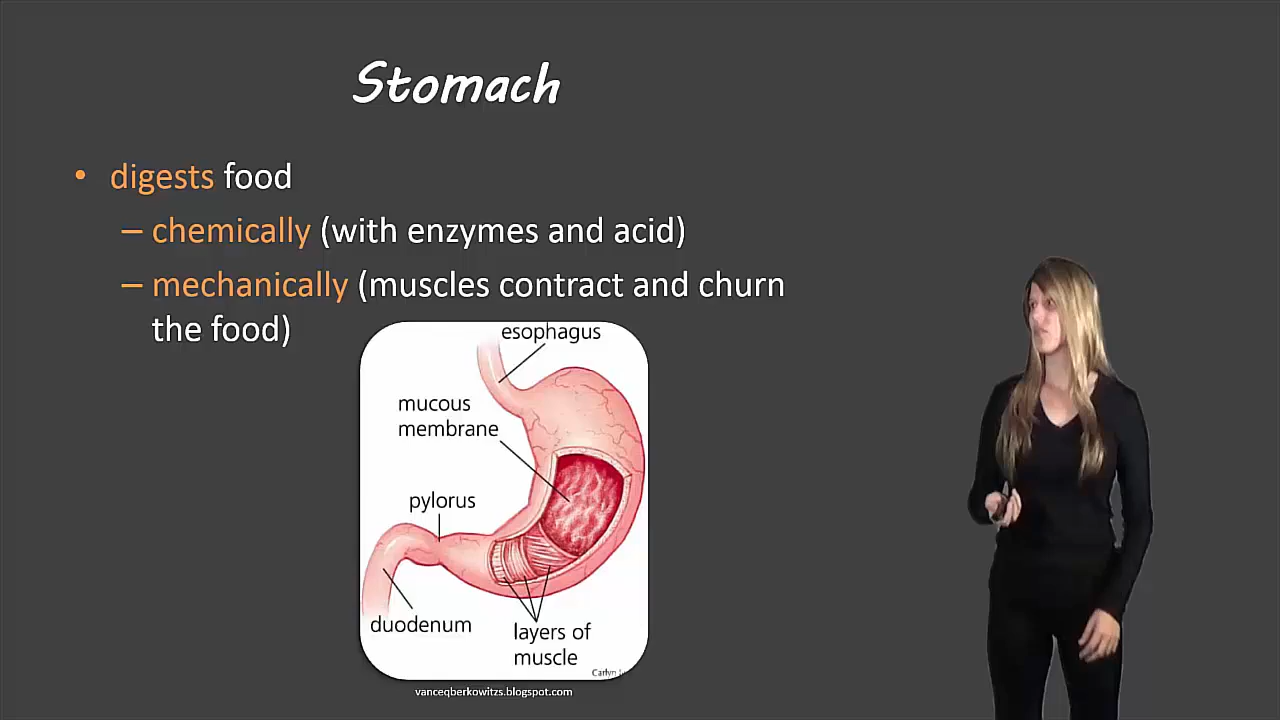 Stomach
• digests food
– chemically (with enzymes and acid)
– mechanically (muscles contract and churn
the food)
esophagus
mucous
membrane
pylorus
duodenum
layers of
muscle
Carlyn
vanceqberkowitzs.blogspot.com